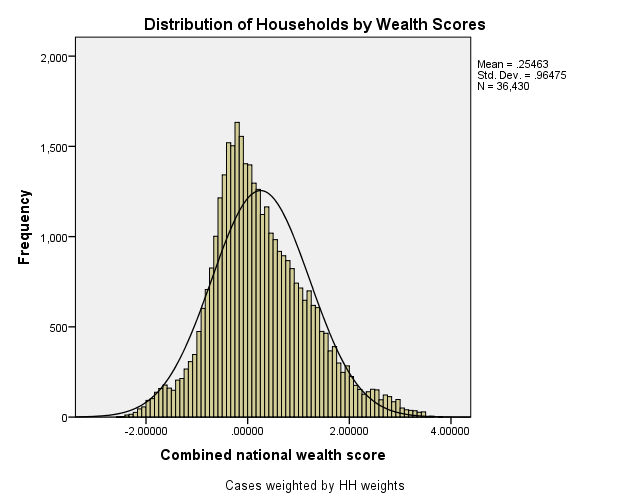 Distribution of Households by Wealth Scores
Mean = .25463
Std. Dev. = .96475
N = 36,430
Frequency
2,000
1,500
1,000
500
0
-2.00000 .00000 2.00000 4.00000
Combined national wealth score
Cases weighted by HH weights